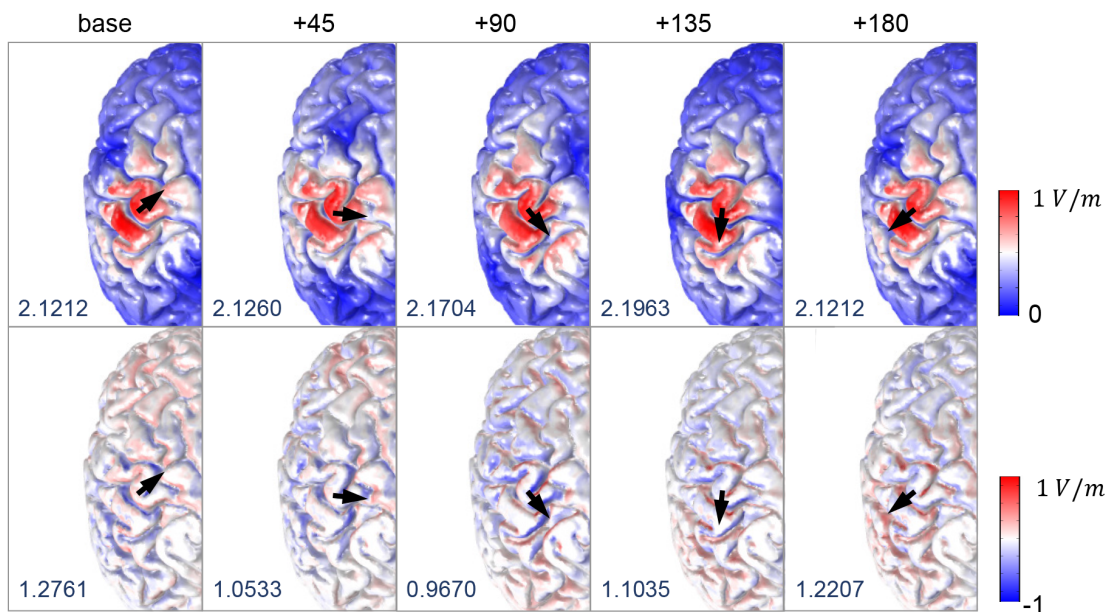 base +45 +90 +135 +180
1 V/m
0
2.1212 2.1260 2.1704 2.1963 2.1212
1 V/m
-1
1.2761 1.0533 0.9670 1.1035 1.2207